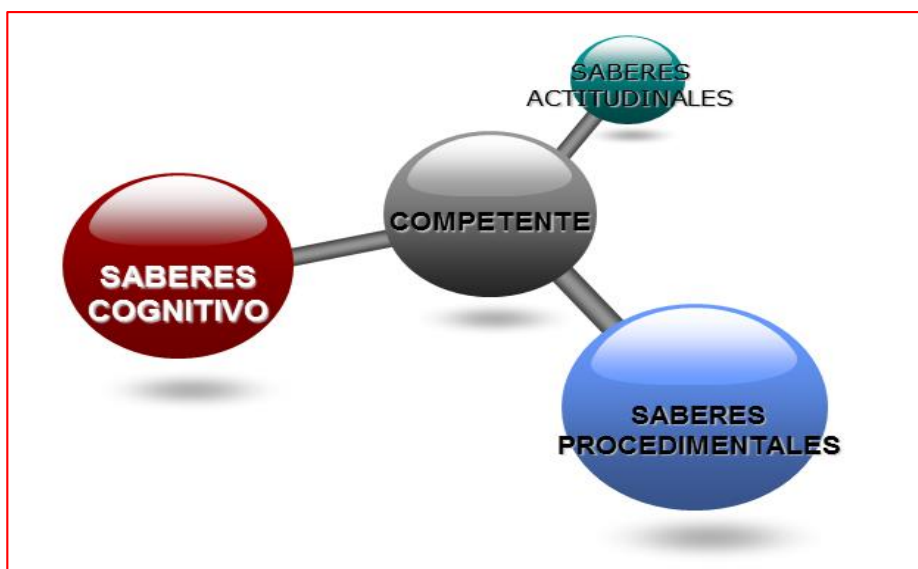 SABERES
ACTITUDINALES
COMPETENTE
SABERES
COGNITIVO
SABERES
PROCEDIMENTALES